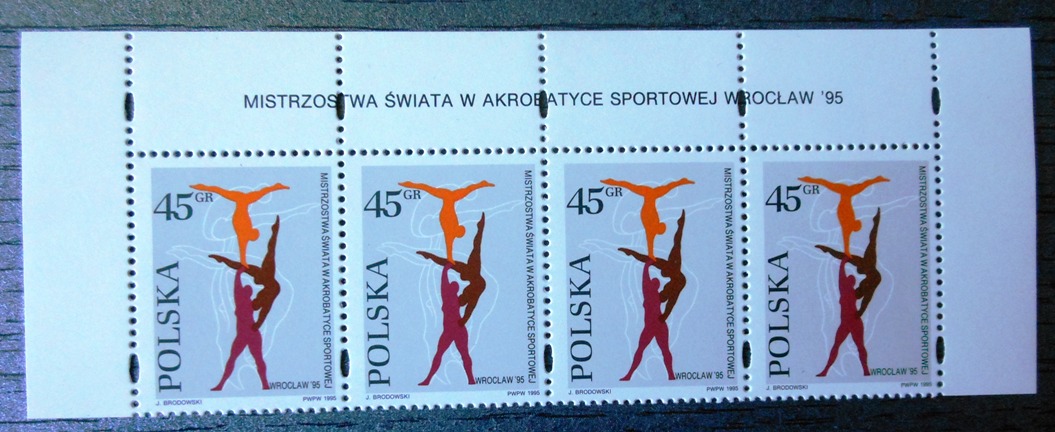 MISTRZOSTWA ŚWIATA W AKROBATYCE SPORTOWEJ WROCŁAW '95
45 GR
POLSKA
MISTRZOSTWA ŚWIATA W AKROBATYCE SPORTOWEJ
WROCŁAW '95
J. BRODOWSKI
PWPW 1995
45 GR
POLSKA
MISTRZOSTWA ŚWIATA W AKROBATYCE SPORTOWEJ
WROCŁAW '95
J. BRODOWSKI
PWPW 1995
45 GR
POLSKA
MISTRZOSTWA ŚWIATA W AKROBATYCE SPORTOWEJ
WROCŁAW '95
J. BRODOWSKI
PWPW 1995
45 GR
POLSKA
MISTRZOSTWA ŚWIATA W AKROBATYCE SPORTOWEJ
WROCŁAW '95
J. BRODOWSKI
PWPW 1995